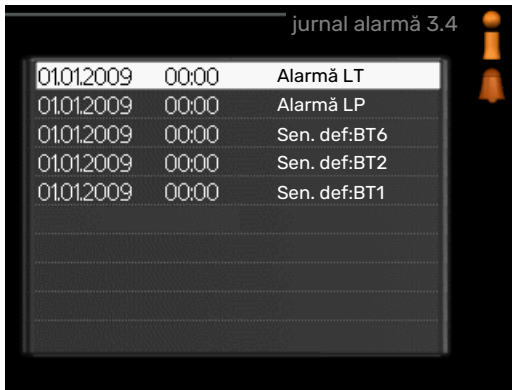 jurnal alarmă 3.4
01.01.2009 00:00 Alarmă LT
01.01.2009 00:00 Alarmă LP
01.01.2009 00:00 Sen. def:BT6
01.01.2009 00:00 Sen. def:BT2
01.01.2009 00:00 Sen. def:BT1